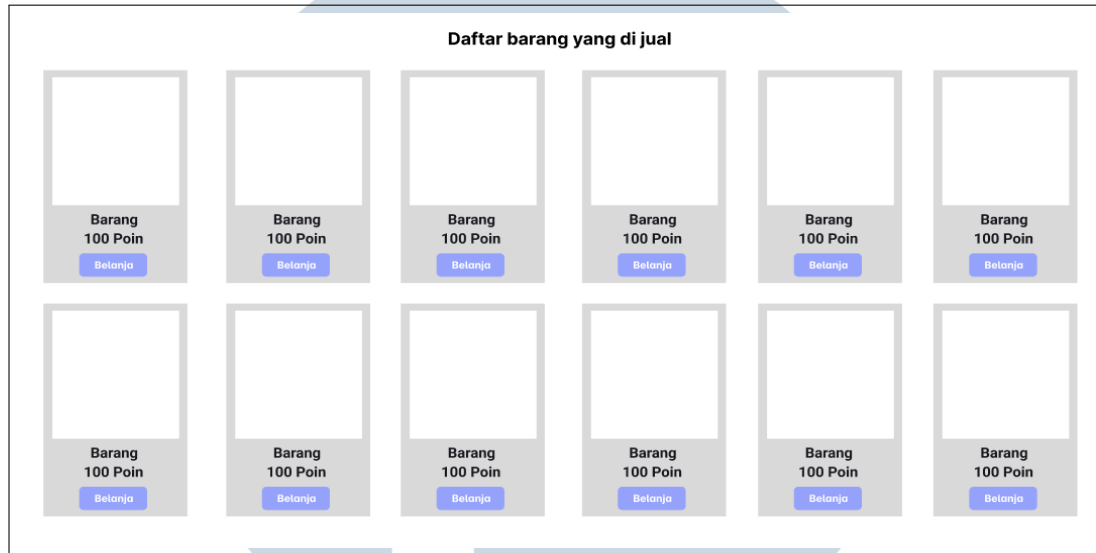 Daftar barang yang di jual
Barang Barang Barang Barang Barang Barang
100 Poin 100 Poin 100 Poin 100 Poin 100 Poin 100 Poin
Belanja Belanja Belanja Belanja Belanja Belanja
Barang Barang Barang Barang Barang Barang
100 Poin 100 Poin 100 Poin 100 Poin 100 Poin 100 Poin
Belanja Belanja Belanja Belanja Belanja Belanja